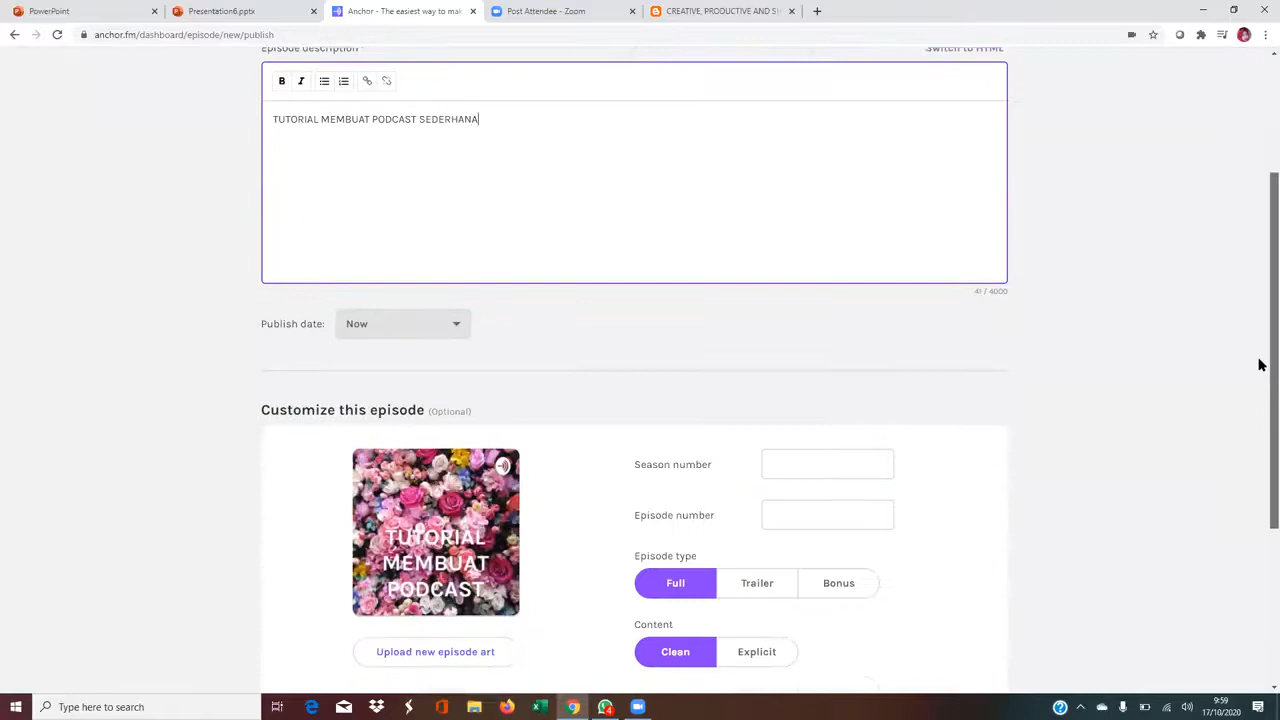 PowerPoint
Presentation6.pptx
Anchor - The easiest way to mak
Post Attendee - Zoom
CREATIVE, PRODUCTIVE AND S
anchor.fm/dashboard/episode/new/publish
Episode description *
Switch to HTML
B I
TUTORIAL MEMBUAT PODCAST SEDERHANA
41 / 4000
Publish date: Now
Customize this episode (Optional)
TUTORIAL
MEMBUAT
PODCAST
Upload new episode art
Season number
Episode number
Episode type
Full Trailer Bonus
Content
Clean Explicit
Type here to search
4
9:59
17/10/2020